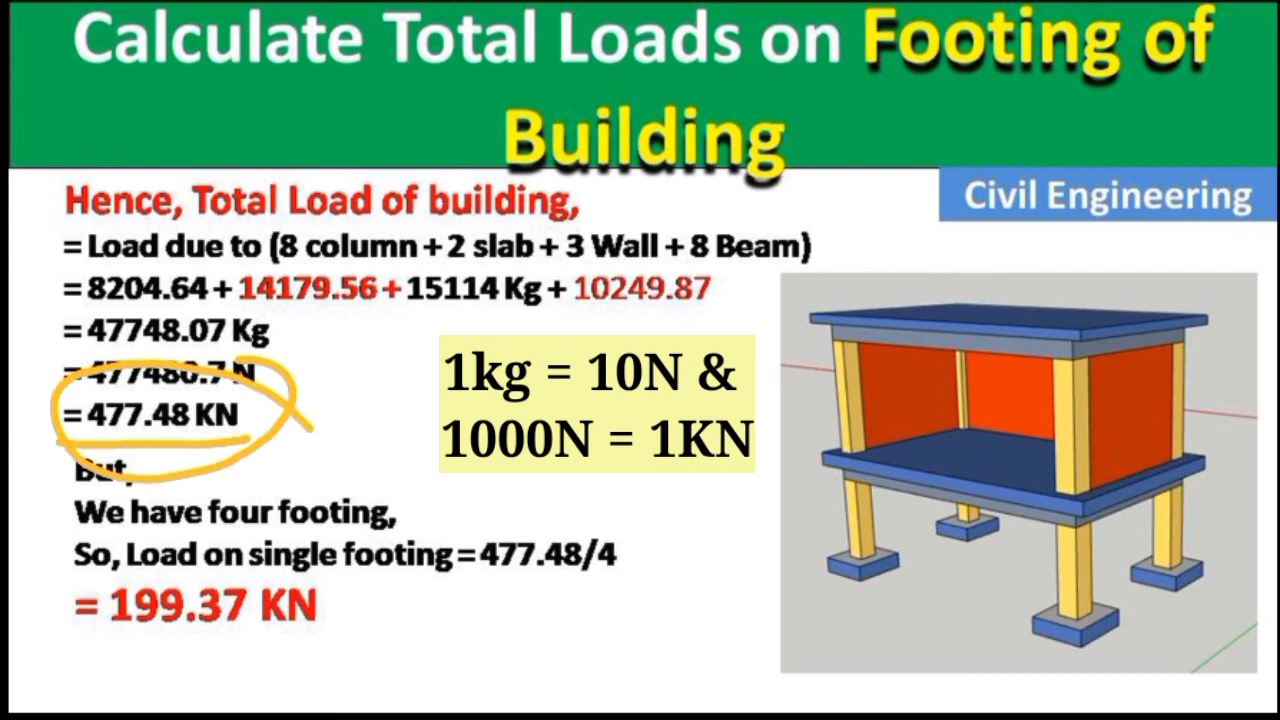 Calculate Total Loads on Footing of
Building
Civil Engineering
Hence, Total Load of building,
= Load due to (8 column + 2 slab + 3 Wall + 8 Beam)
= 8204.64 + 14179.56 + 15114 Kg + 10249.87
= 47748.07 Kg
= 477480.7 N
= 477.48 KN
1kg = 10N &
1000N = 1KN
But,
We have four footing,
So, Load on single footing = 477.48/4
= 199.37 KN